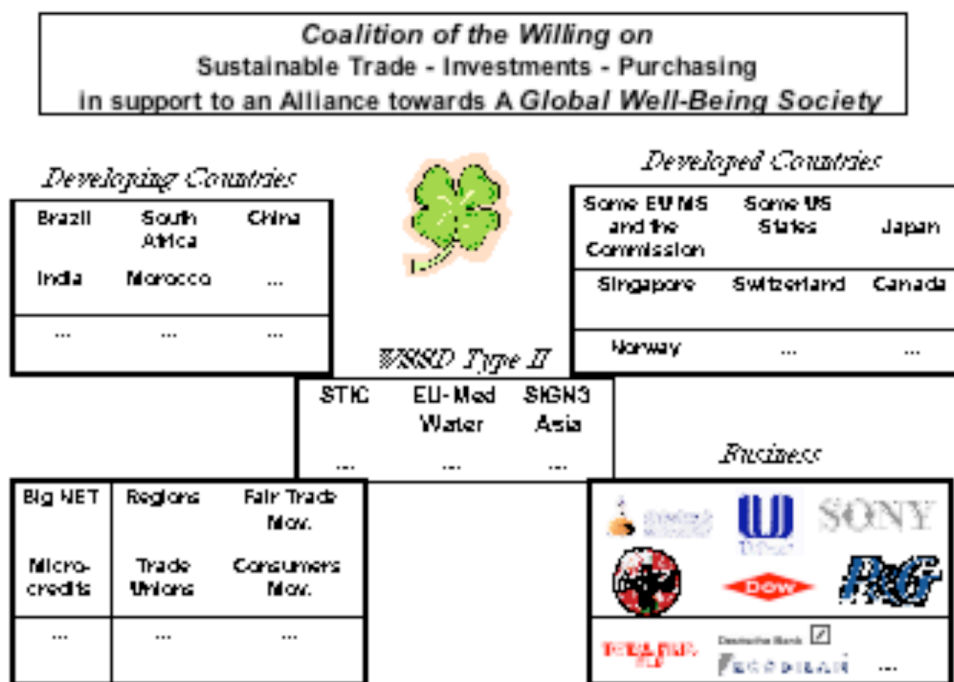 Coalition of the Willing on
Sustainable Trade - Investments - Purchasing
in support to an Alliance towards A Global Well-Being Society
Developing Countries
Brazil South Africa China
India Morocco ...
... ... ...
Developed Countries
Some EU MS and the Commission Some US States Japan
Singapore Switzerland Canada
Norway ... ...
WSSD Type II
STIC EU-Med Water SIGN3 Asia
... ... ...
Big NET Regions Fair Trade Mov.
Micro-credits Trade Unions Consumers Mov.
... ... ...
Business
SONY
DOW P&G
Deutsche Bank
ECOBILAN ...